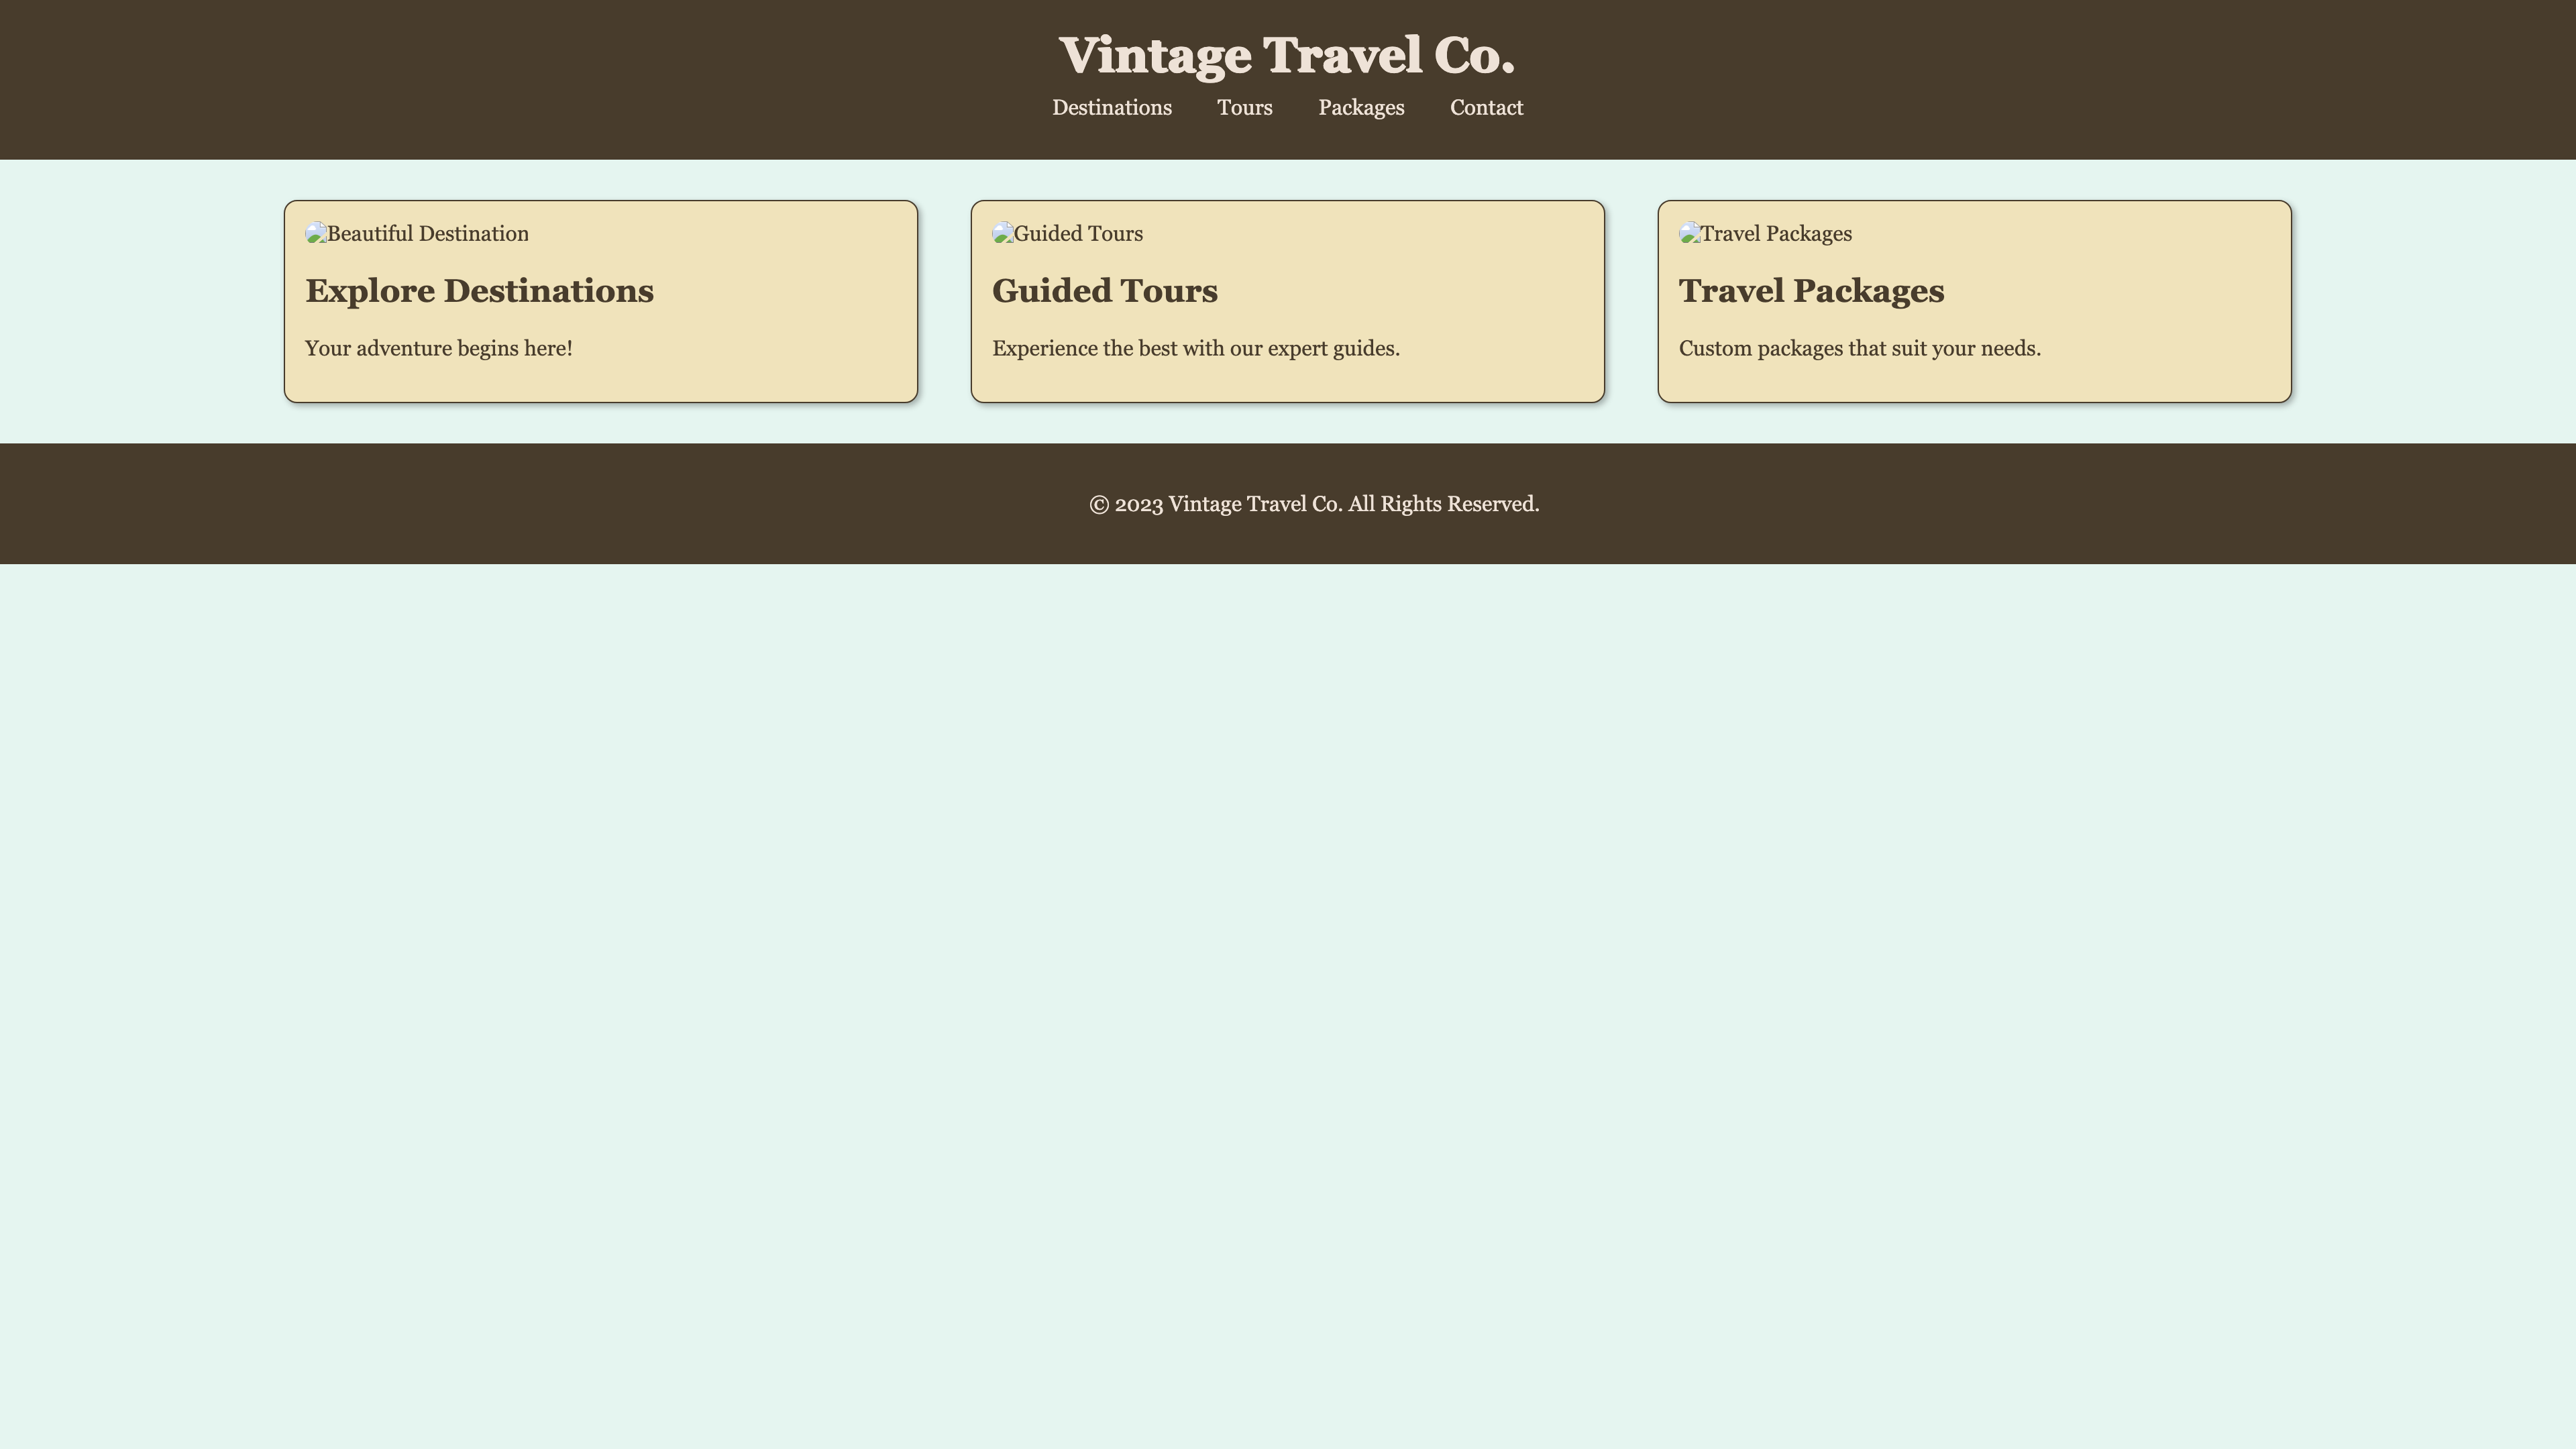 Vintage Travel Co.
Destinations Tours Packages Contact
Beautiful Destination
Explore Destinations
Your adventure begins here!
Guided Tours
Guided Tours
Experience the best with our expert guides.
Travel Packages
Travel Packages
Custom packages that suit your needs.
© 2023 Vintage Travel Co. All Rights Reserved.